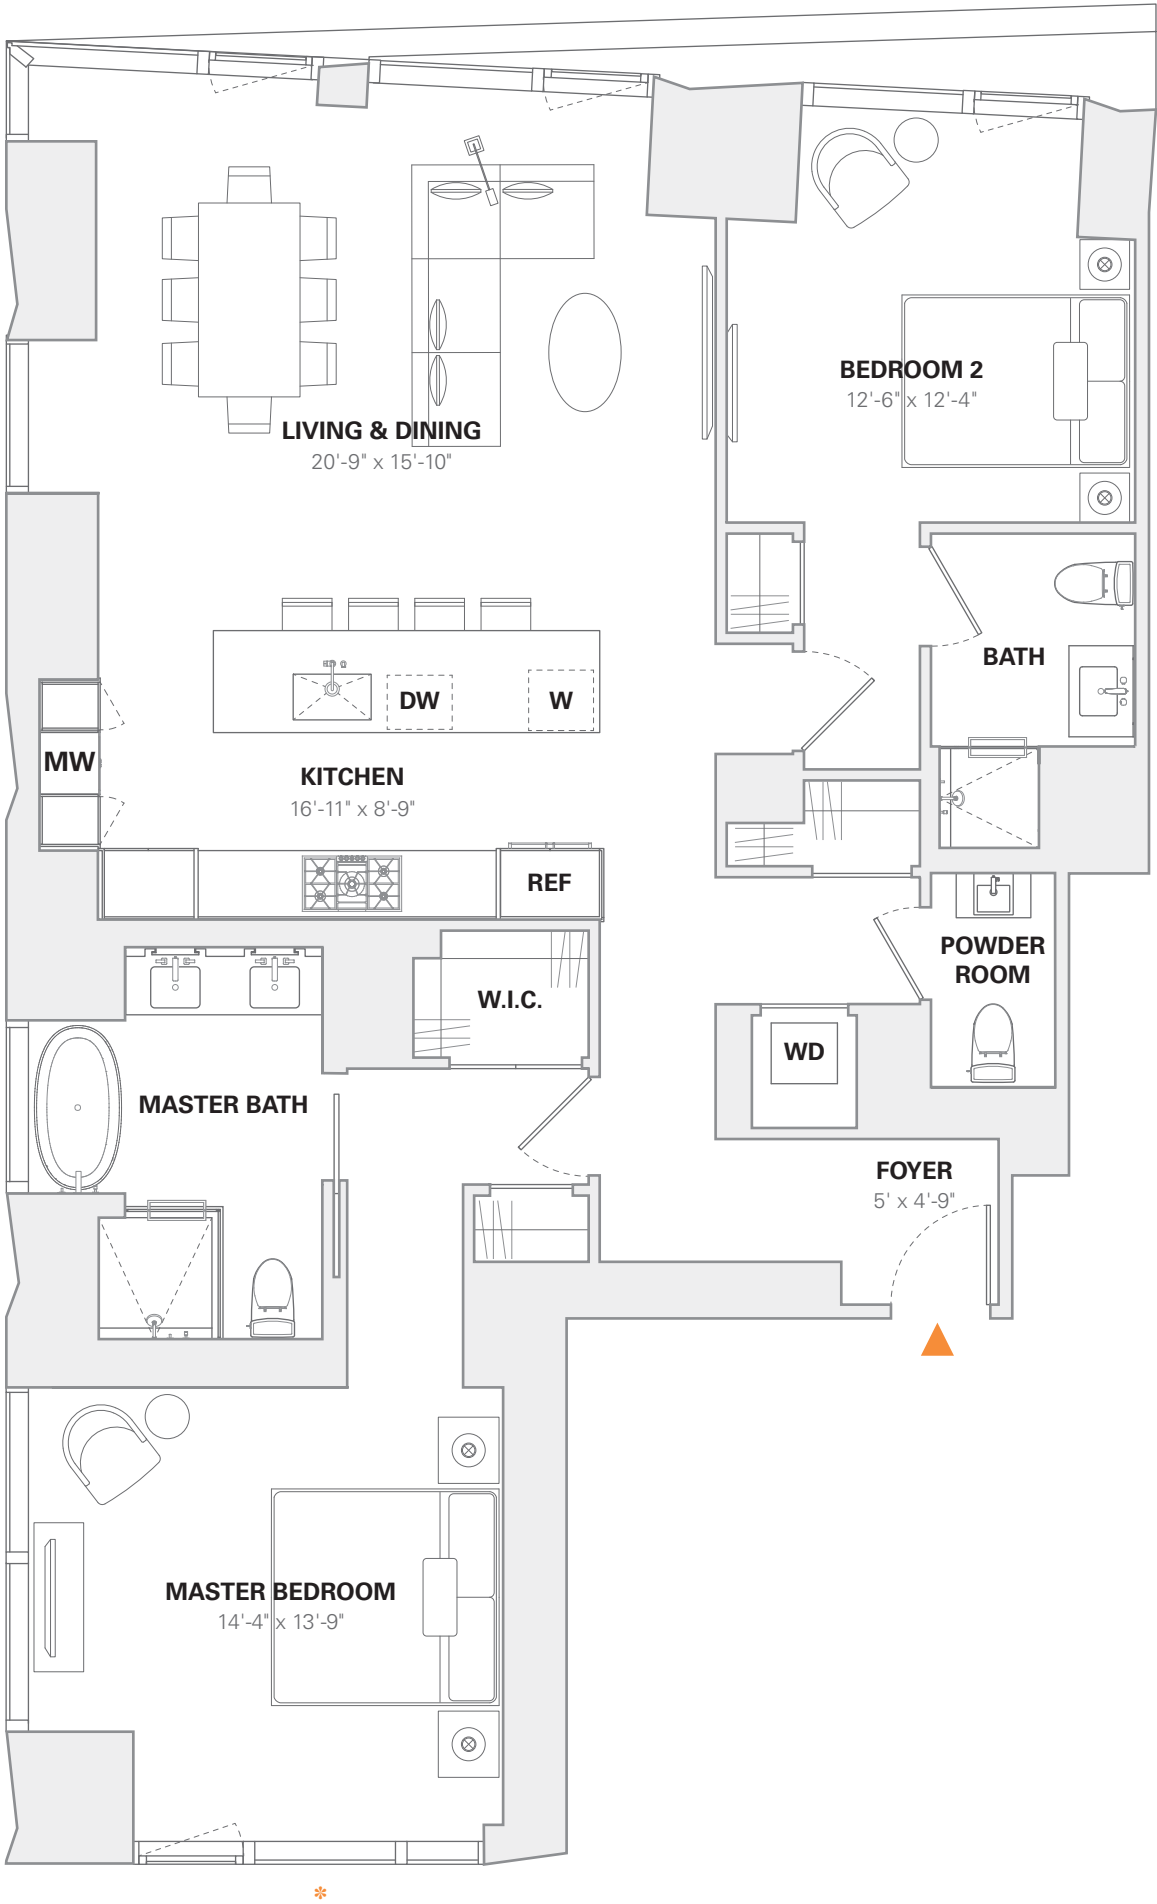 BEDROOM 2
12'-6" x 12'-4"
LIVING & DINING
20'-9" x 15'-10"
BATH
DW
W
MW
KITCHEN
16'-11" x 8'-9"
REF
POWDER
ROOM
W.I.C.
WD
MASTER BATH
FOYER
5' x 4'-9"
MASTER BEDROOM
14'-4" x 13'-9"
*